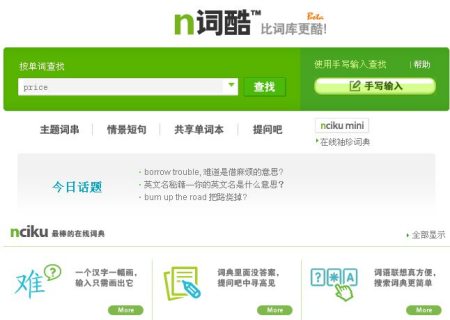 n词酷™ Beta
比词库更酷!
按单词查找
使用手写输入查找 | 帮助
price
查找
手写输入
主题词串 | 情景短句 | 共享单词本 | 提问吧
nciku mini
在线袖珍词典
今日话题
· borrow trouble, 难道是借麻烦的意思?
· 英文名秘籍—你的英文名是什么意思?
· burn up the road 把路烧掉?
nciku 最棒的在线词典
全部显示
难?
一个汉字一幅画,
输入只需画出它
More
词典里面没答案,
提问吧中寻高见
More
?※A
词语联想真方便,
搜索词典更简单
More